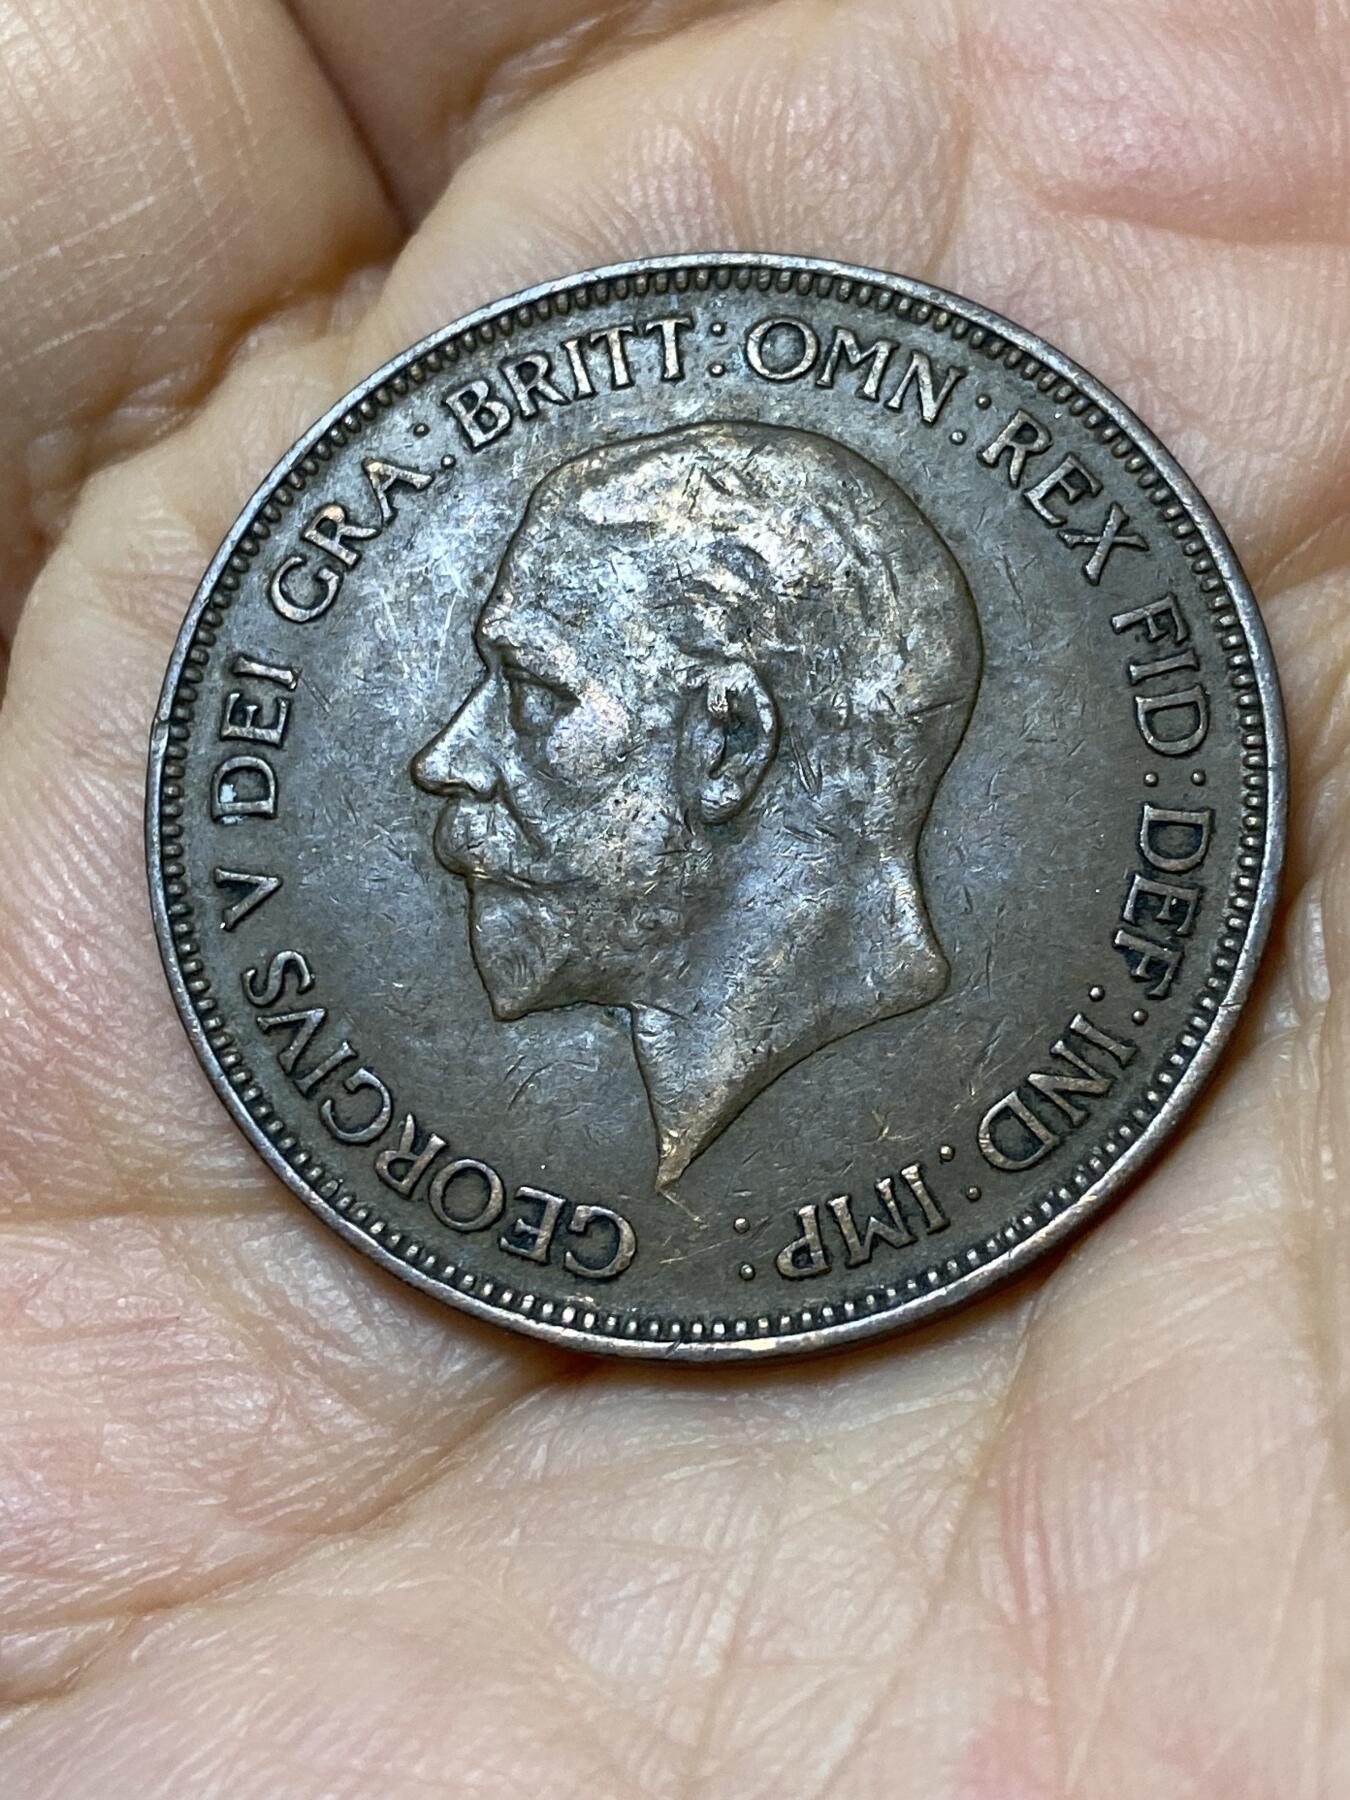 GEORGIVS V DEI GRA: BRITT: OMN: REX FID: DEF: IND: IMP: